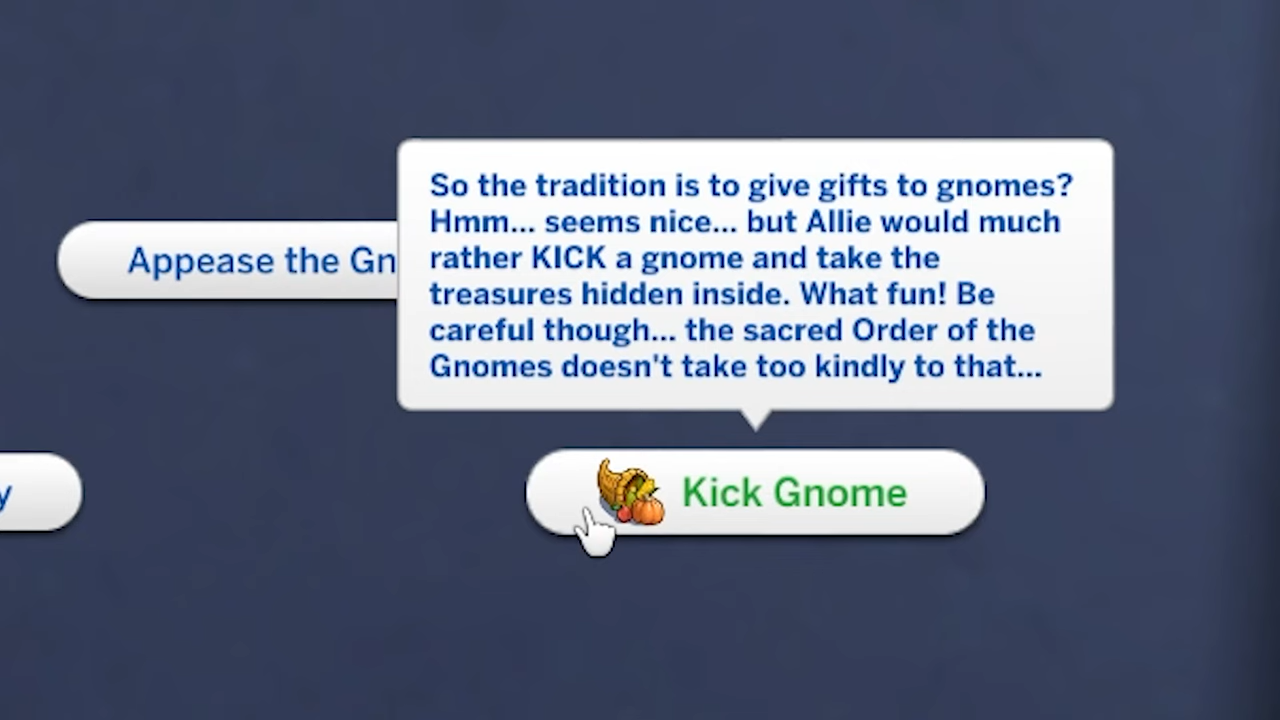 So the tradition is to give gifts to gnomes?
Hmm... seems nice... but Allie would much
rather KICK a gnome and take the
treasures hidden inside. What fun! Be
careful though... the sacred Order of the
Gnomes doesn't take too kindly to that...
Appease the Gn
y
Kick Gnome